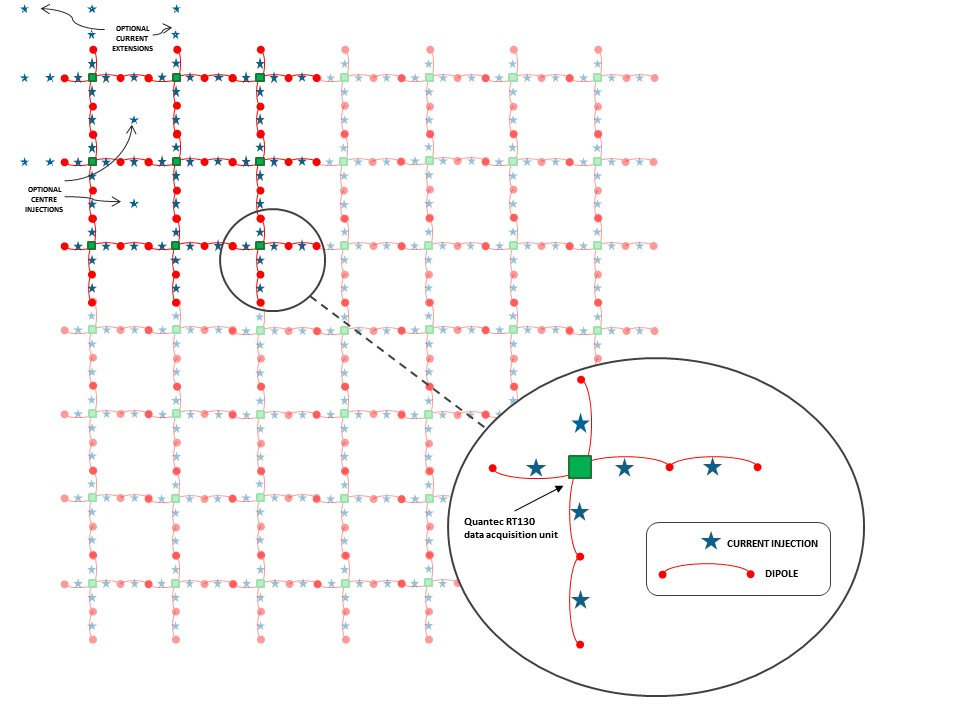 OPTIONAL
CURRENT
EXTENSIONS
OPTIONAL
CENTRE
INJECTIONS
Quantec RT130
data acquisition unit
CURRENT INJECTION
DIPOLE